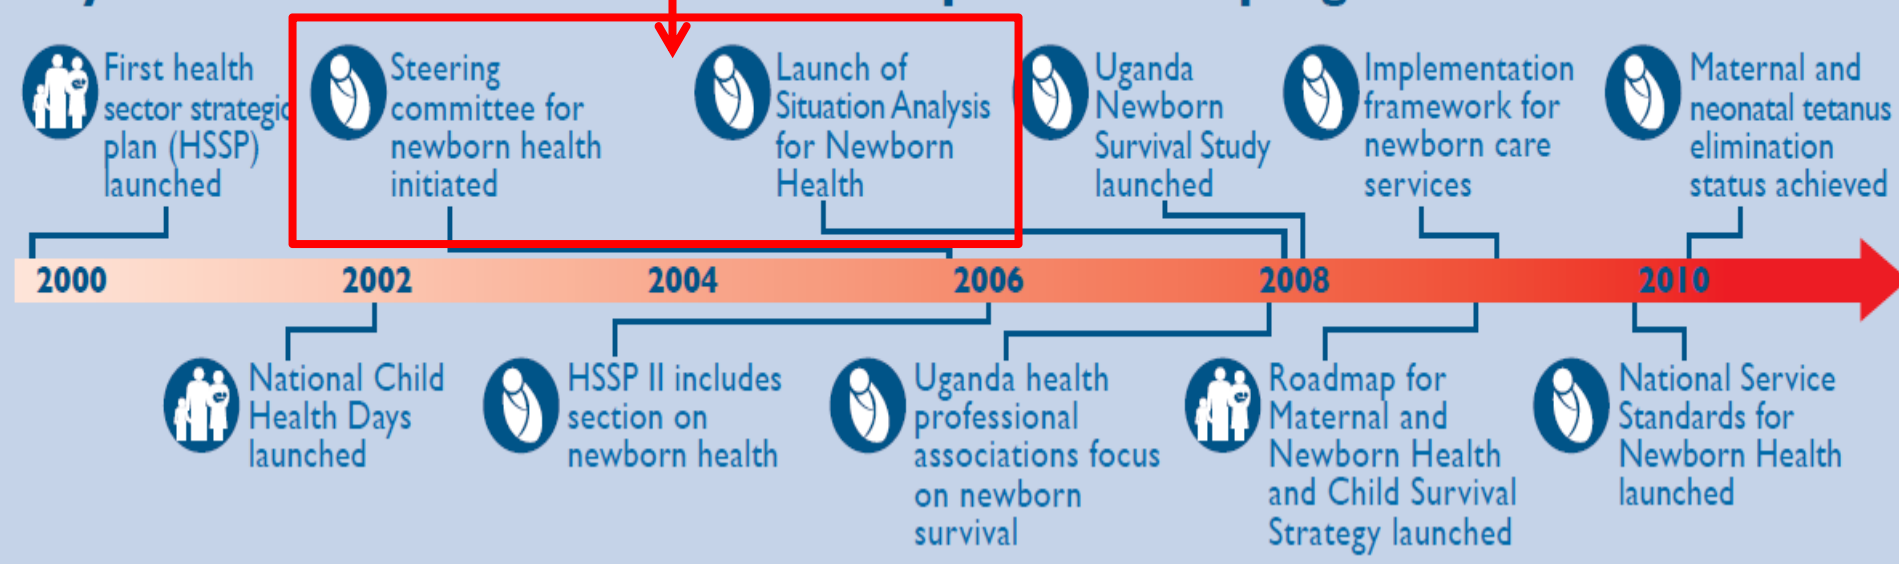 First health
sector strategic
plan (HSSP)
launched
Steering
committee for
newborn health
initiated
Launch of
Situation Analysis
for Newborn
Health
Uganda
Newborn
Survival Study
launched
Implementation
framework for
newborn care
services
Maternal and
neonatal tetanus
elimination
status achieved
2000 2002 2004 2006 2008 2010
National Child
Health Days
launched
HSSP II includes
section on
newborn health
Uganda health
professional
associations focus
on newborn
survival
Roadmap for
Maternal and
Newborn Health
and Child Survival
Strategy launched
National Service
Standards for
Newborn Health
launched